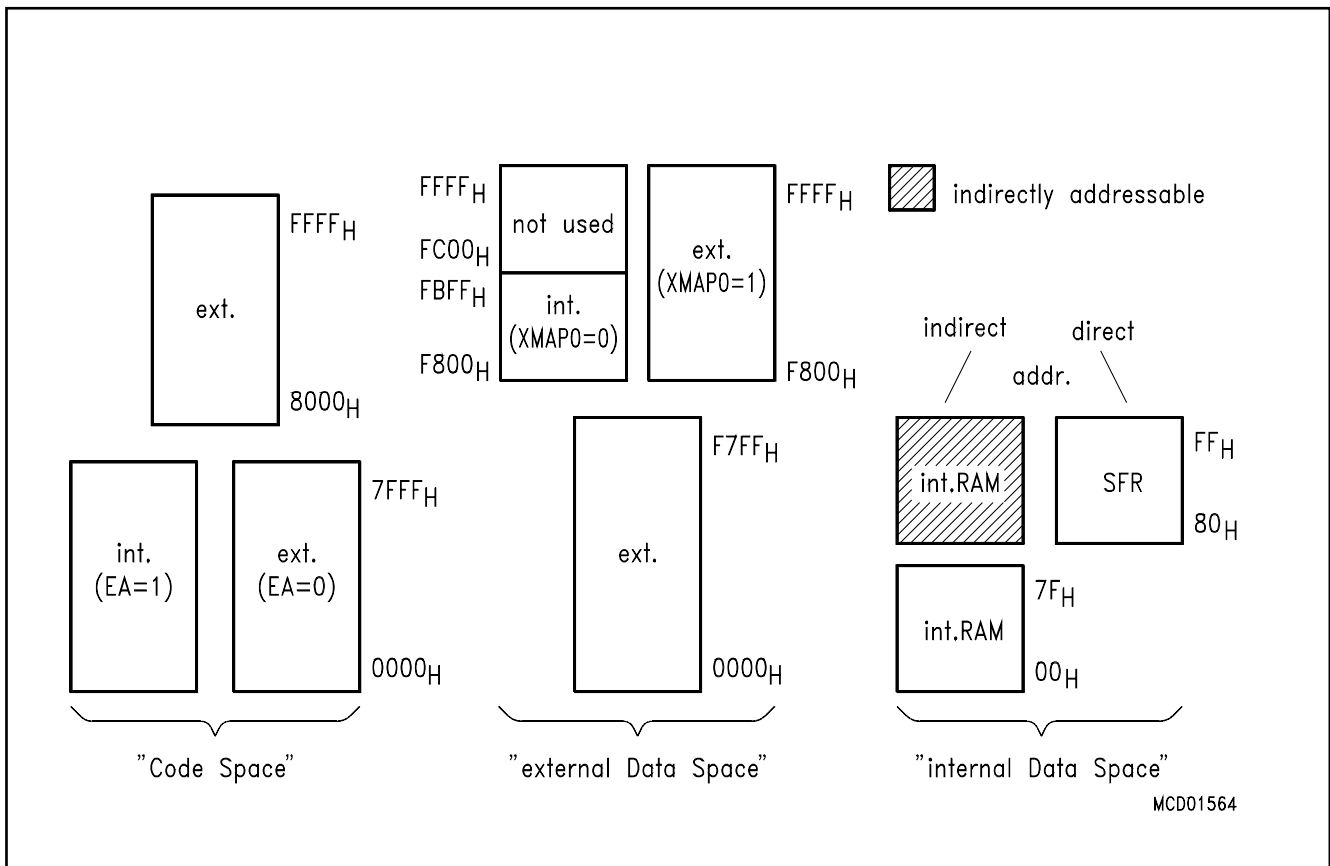 FFFFH
ext.
8000H
int.
(EA=1)
ext.
(EA=0)
7FFFH
0000H
"Code Space"
FFFFH
not used
FC00H
FBFFH
int.
(XMAP0=0)
F800H
ext.
(XMAP0=1)
FFFFH
F800H
F7FFH
ext.
0000H
"external Data Space"
indirectly addressable
indirect
direct
addr.
int.RAM
SFR
FFH
80H
int.RAM
7FH
00H
"internal Data Space"
MCD01564